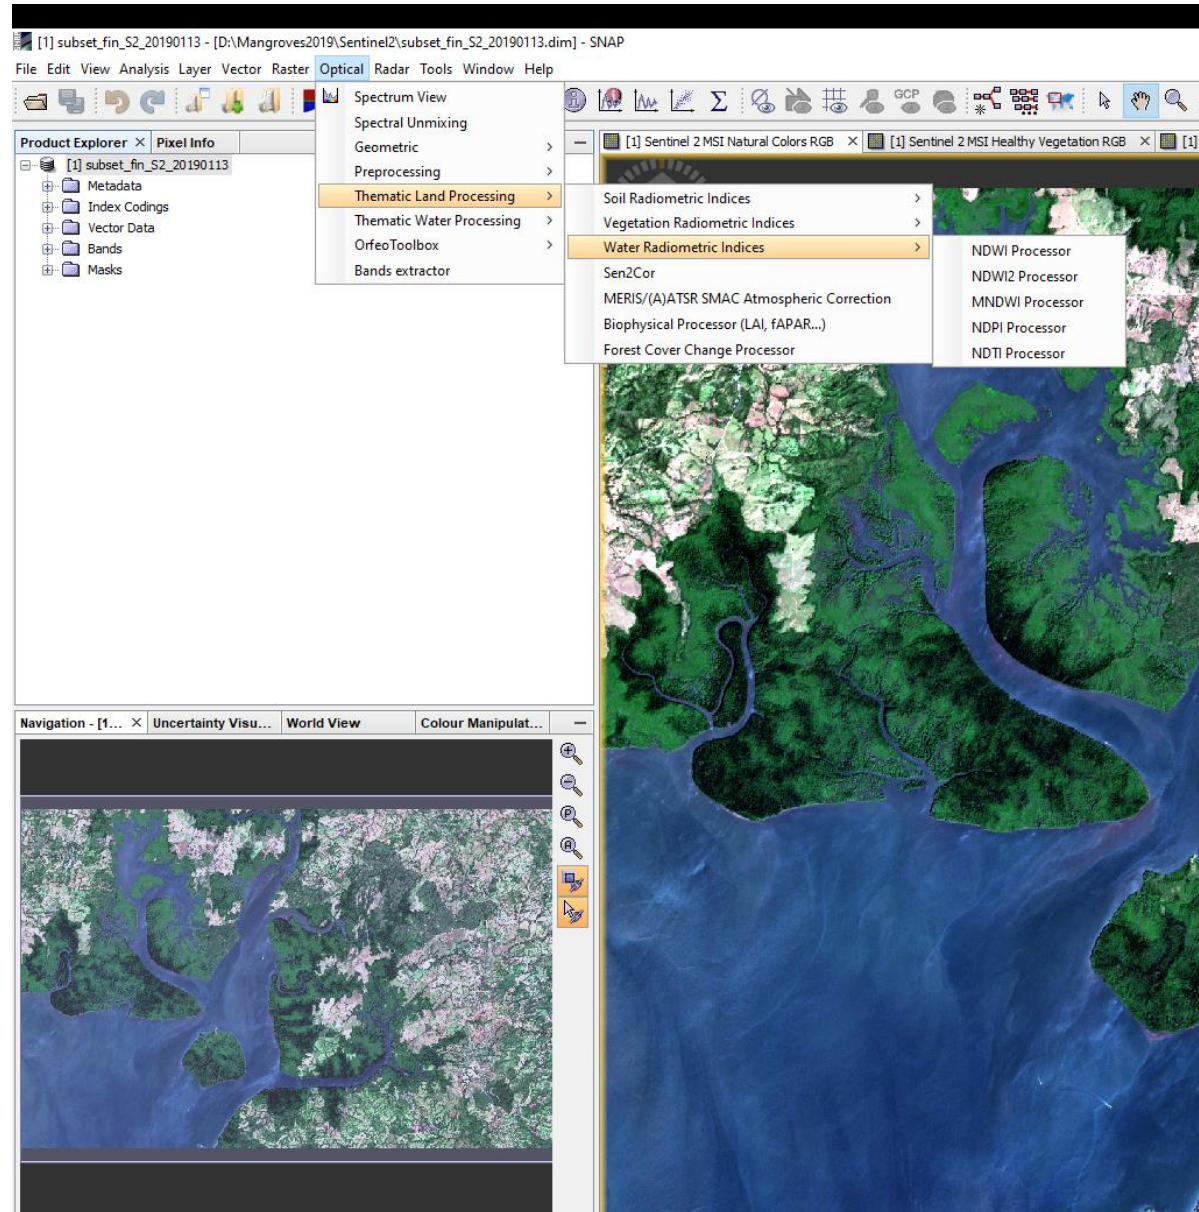 [1] subset_fin_S2_20190113 - [D:\Mangroves2019\Sentinel2\subset_fin_S2_20190113.dim] - SNAP
File Edit View Analysis Layer Vector Raster Optical Radar Tools Window Help
GCP
Spectrum View
Spectral Unmixing
Geometric
Preprocessing
Thematic Land Processing
Thematic Water Processing
OrfeoToolbox
Bands extractor
Product Explorer Pixel Info
[1] subset_fin_S2_20190113
Metadata
Index Codings
Vector Data
Bands
Masks
[1] Sentinel 2 MSI Natural Colors RGB [1] Sentinel 2 MSI Healthy Vegetation RGB [1]
Soil Radiometric Indices
Vegetation Radiometric Indices
Water Radiometric Indices
Sen2Cor
MERIS/(A)ATSR SMAC Atmospheric Correction
Biophysical Processor (LAI, fAPAR...)
Forest Cover Change Processor
NDWI Processor
NDWI2 Processor
MNDWI Processor
NDPI Processor
NDTI Processor
Navigation - [1... Uncertainty Visu... World View Colour Manipulat...